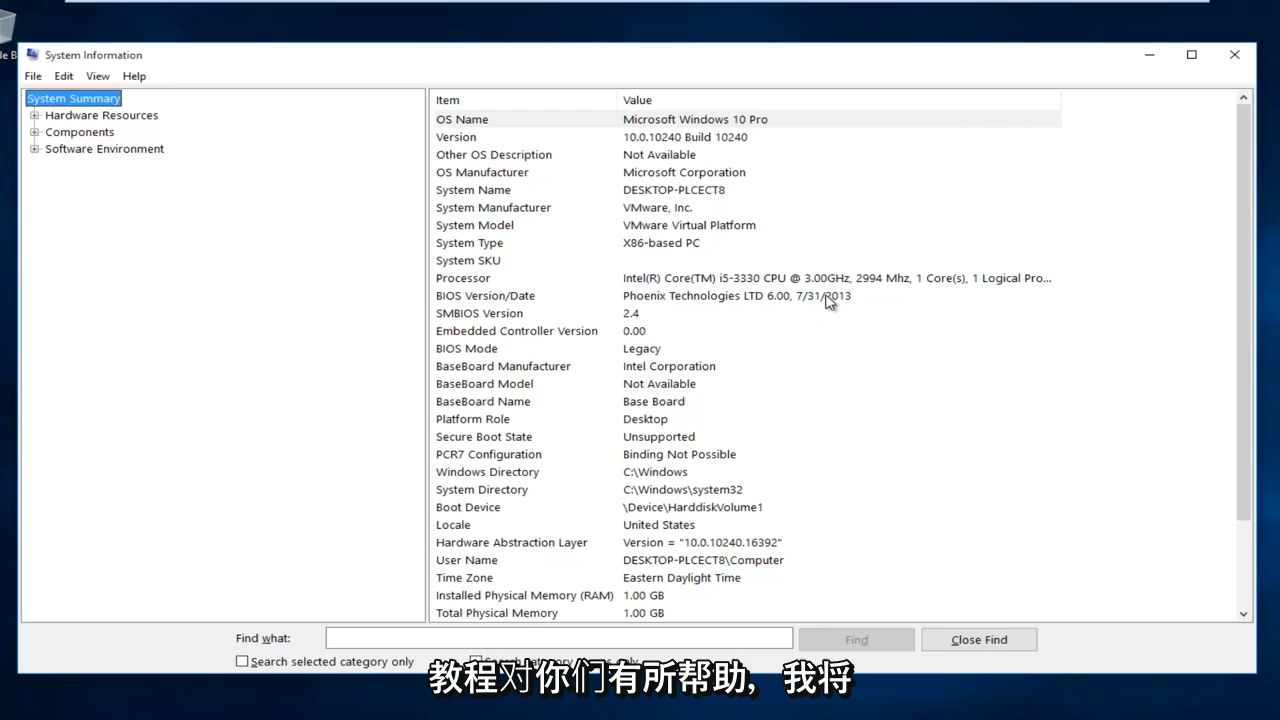 le B
System Information
File Edit View Help
System Summary
Hardware Resources
Components
Software Environment
Item Value
OS Name Microsoft Windows 10 Pro
Version 10.0.10240 Build 10240
Other OS Description Not Available
OS Manufacturer Microsoft Corporation
System Name DESKTOP-PLCECT8
System Manufacturer VMware, Inc.
System Model VMware Virtual Platform
System Type X86-based PC
System SKU
Processor Intel(R) Core(TM) i5-3330 CPU @ 3.00GHz, 2994 Mhz, 1 Core(s), 1 Logical Pro...
BIOS Version/Date Phoenix Technologies LTD 6.00, 7/31/2013
SMBIOS Version 2.4
Embedded Controller Version 0.00
BIOS Mode Legacy
BaseBoard Manufacturer Intel Corporation
BaseBoard Model Not Available
BaseBoard Name Base Board
Platform Role Desktop
Secure Boot State Unsupported
PCR7 Configuration Binding Not Possible
Windows Directory C:\Windows
System Directory C:\Windows\system32
Boot Device \Device\HarddiskVolume1
Locale United States
Hardware Abstraction Layer Version = "10.0.10240.16392"
User Name DESKTOP-PLCECT8\Computer
Time Zone Eastern Daylight Time
Installed Physical Memory (RAM) 1.00 GB
Total Physical Memory 1.00 GB
Find what: Find Close Find
Search selected category only Search category names only
教程对你们有所帮助，我将